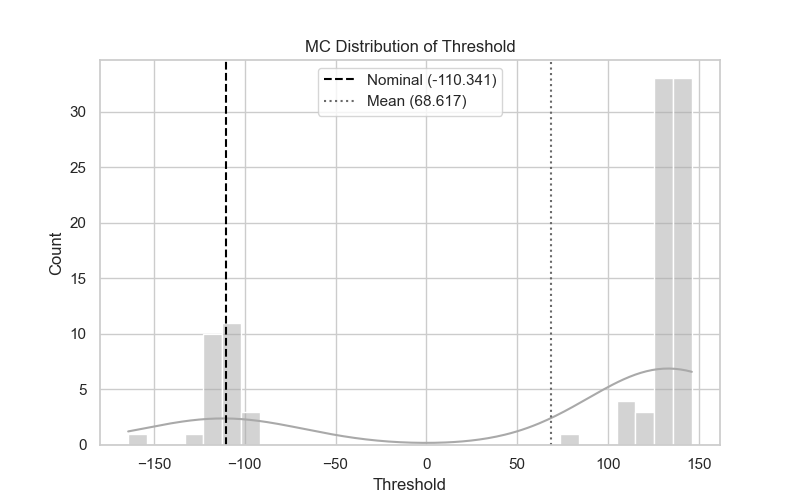 MC Distribution of Threshold
Nominal (-110.341)
Mean (68.617)
Count
30
25
20
15
10
5
0
−150 −100 −50 0 50 100 150
Threshold